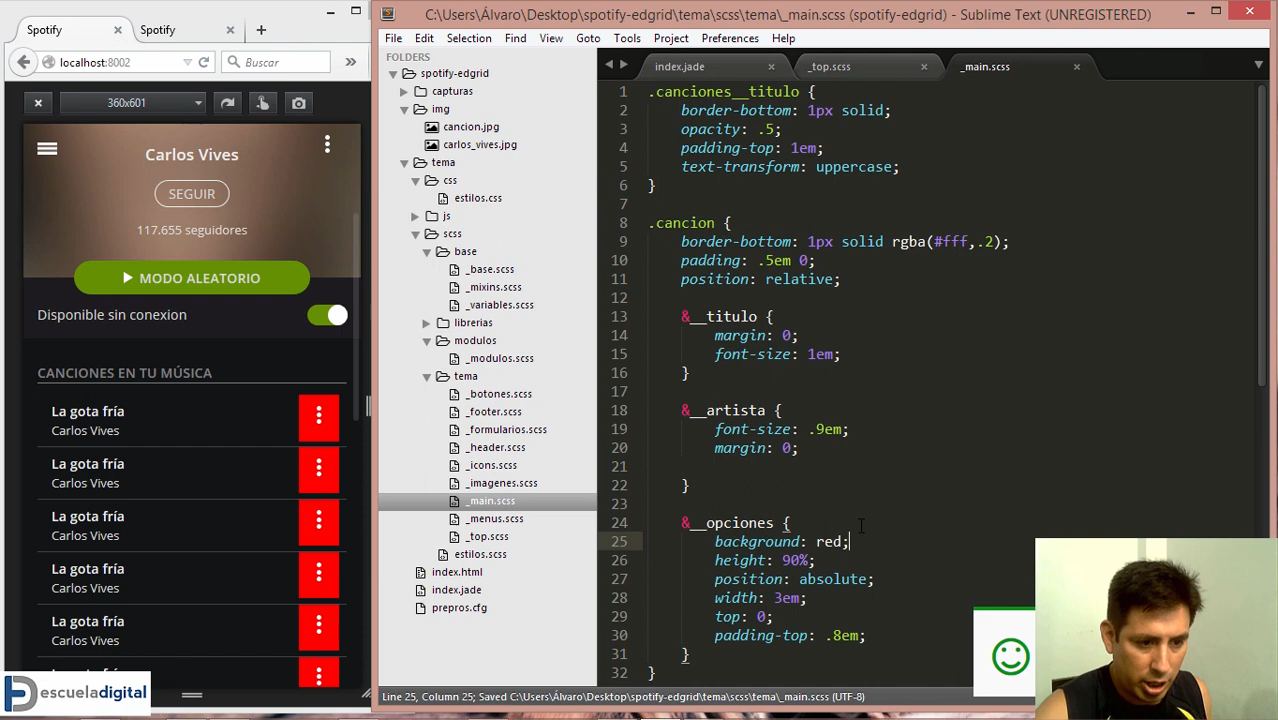 Spotify
Spotify
localhost:8002
Buscar
360x601
Carlos Vives
SEGUIR
117.655 seguidores
MODO ALEATORIO
Disponible sin conexion
CANCIONES EN TU MÚSICA
La gota fría
Carlos Vives
La gota fría
Carlos Vives
La gota fría
Carlos Vives
La gota fría
Carlos Vives
La gota fría
Carlos Vives
escueladigital
C:\Users\Álvaro\Desktop\spotify-edgrid\tema\scss\tema\_main.scss (spotify-edgrid) - Sublime Text (UNREGISTERED)
File Edit Selection Find View Goto Tools Project Preferences Help
FOLDERS
spotify-edgrid
capturas
img
cancion.jpg
carlos_vives.jpg
tema
css
estilos.css
js
scss
base
_base.scss
_mixins.scss
_variables.scss
librerias
modulos
_modulos.scss
tema
_botones.scss
_footer.scss
_formularios.scss
_header.scss
_icons.scss
_imagenes.scss
_main.scss
_menus.scss
_top.scss
estilos.scss
index.html
index.jade
prepros.cfg
index.jade
_top.scss
_main.scss
1 .canciones__titulo {
2 border-bottom: 1px solid;
3 opacity: .5;
4 padding-top: 1em;
5 text-transform: uppercase;
6 }
7
8 .cancion {
9 border-bottom: 1px solid rgba(#fff,.2);
10 padding: .5em 0;
11 position: relative;
12
13 &__titulo {
14 margin: 0;
15 font-size: 1em;
16 }
17
18 &__artista {
19 font-size: .9em;
20 margin: 0;
21
22 }
23
24 &__opciones {
25 background: red;
26 height: 90%;
27 position: absolute;
28 width: 3em;
29 top: 0;
30 padding-top: .8em;
31 }
32 }
Line 25, Column 25; Saved C:\Users\Álvaro\Desktop\spotify-edgrid\tema\scss\tema\_main.scss (UTF-8)